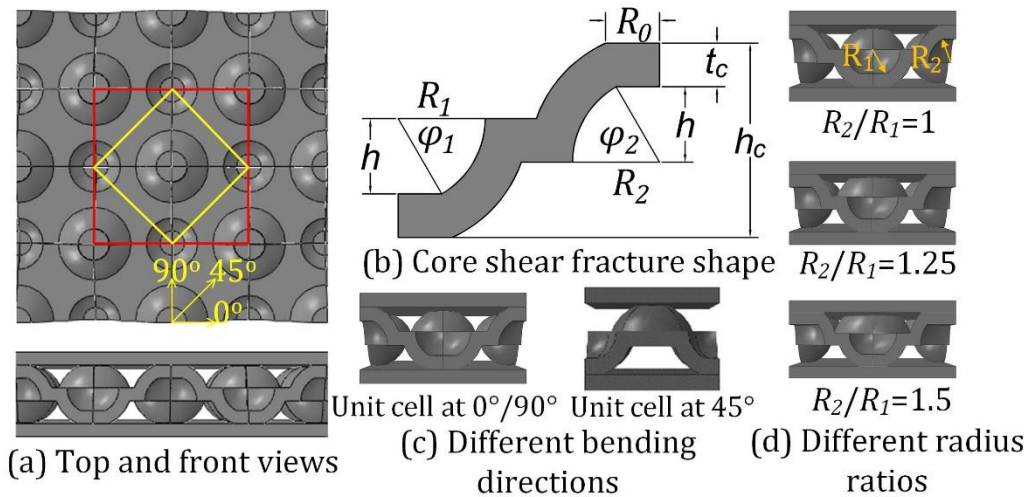 90° 45°
0°
(a) Top and front views
R₀
t_c
R₁
φ₁
h
φ₂
h
h_c
R₂
(b) Core shear fracture shape
Unit cell at 0°/90°
Unit cell at 45°
(c) Different bending
directions
R₁
R₂
R₂/R₁=1
R₂/R₁=1.25
R₂/R₁=1.5
(d) Different radius
ratios